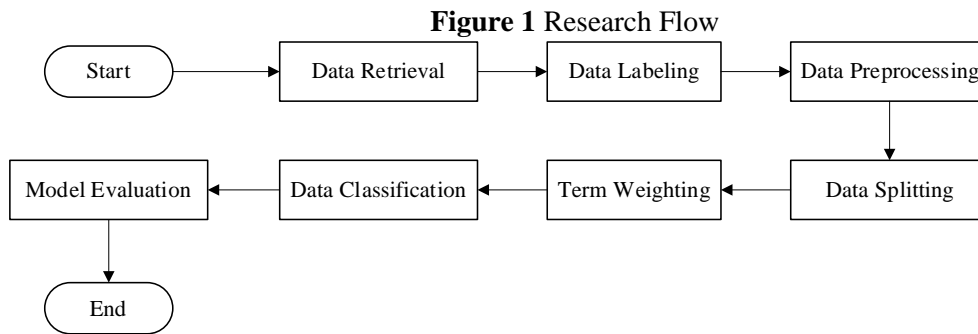 Figure 1 Research Flow
Start
Data Retrieval
Data Labeling
Data Preprocessing
Data Splitting
Term Weighting
Data Classification
Model Evaluation
End